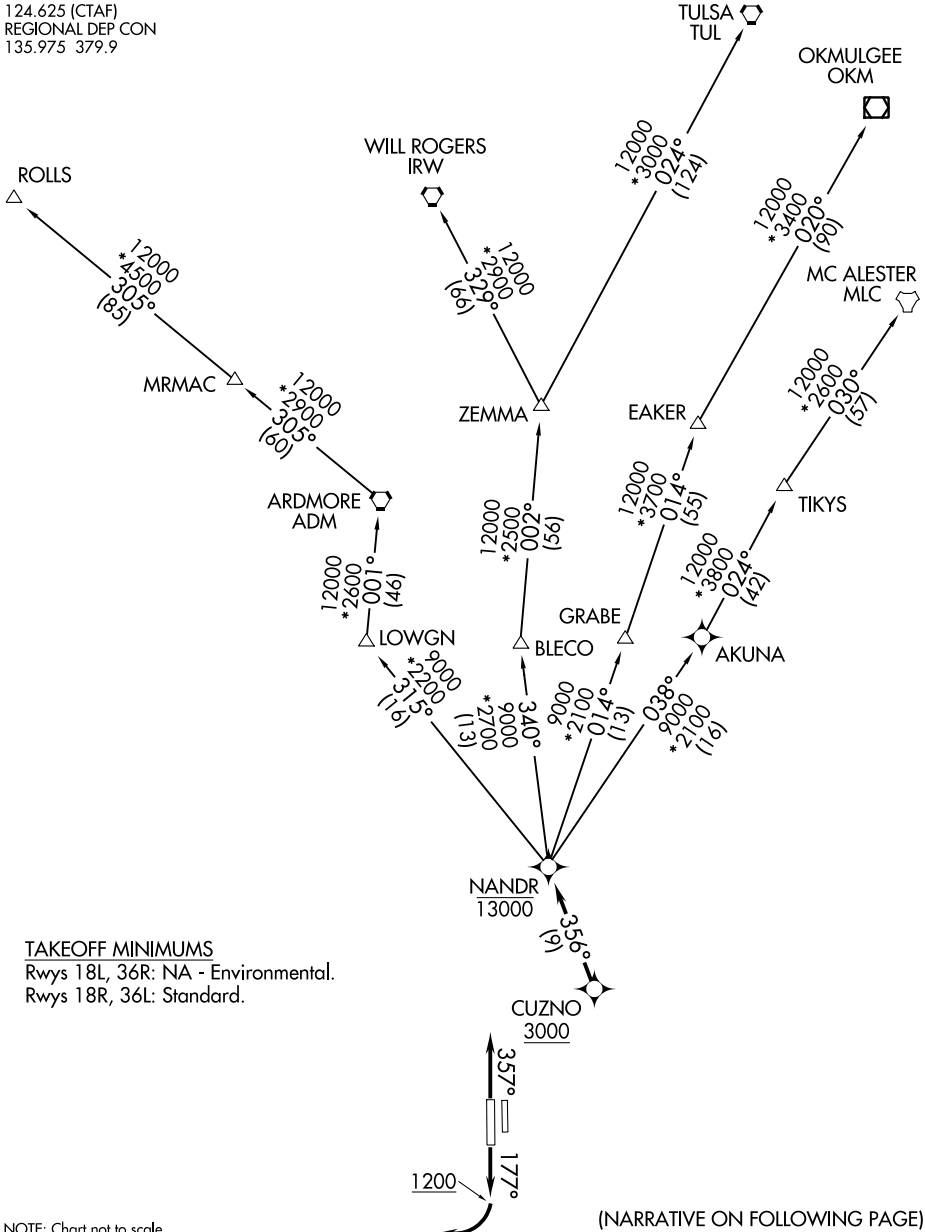 124.625 (CTAF)
REGIONAL DEP CON
135.975 379.9
TULSA
TUL
OKMULGEE
OKM
WILL ROGERS
IRW
ROLLS
12000
*3000
024°
(124)
12000
*3400
020°
(90)
12000
*4500
305°
(85)
12000
*2900
329°
(66)
MC ALESTER
MLC
MRMAC
12000
*2900
305°
(60)
ZEMMA
EAKER
12000
*2600
030°
(57)
ARDMORE
ADM
12000
*2500
002°
(56)
12000
*3700
014°
(55)
TIKYS
12000
*2600
001°
(46)
12000
*3800
024°
(42)
LOWGN
BLECO
GRABE
AKUNA
9000
*2200
315°
(16)
340°
9000
*2700
(13)
9000
*2100
014°
(13)
038°
9000
*2100
(16)
NANDR
13000
356°
(9)
TAKEOFF MINIMUMS
Rwys 18L, 36R: NA - Environmental.
Rwys 18R, 36L: Standard.
CUZNO
3000
357°
177°
1200
NOTE: Chart not to scale.
(NARRATIVE ON FOLLOWING PAGE)